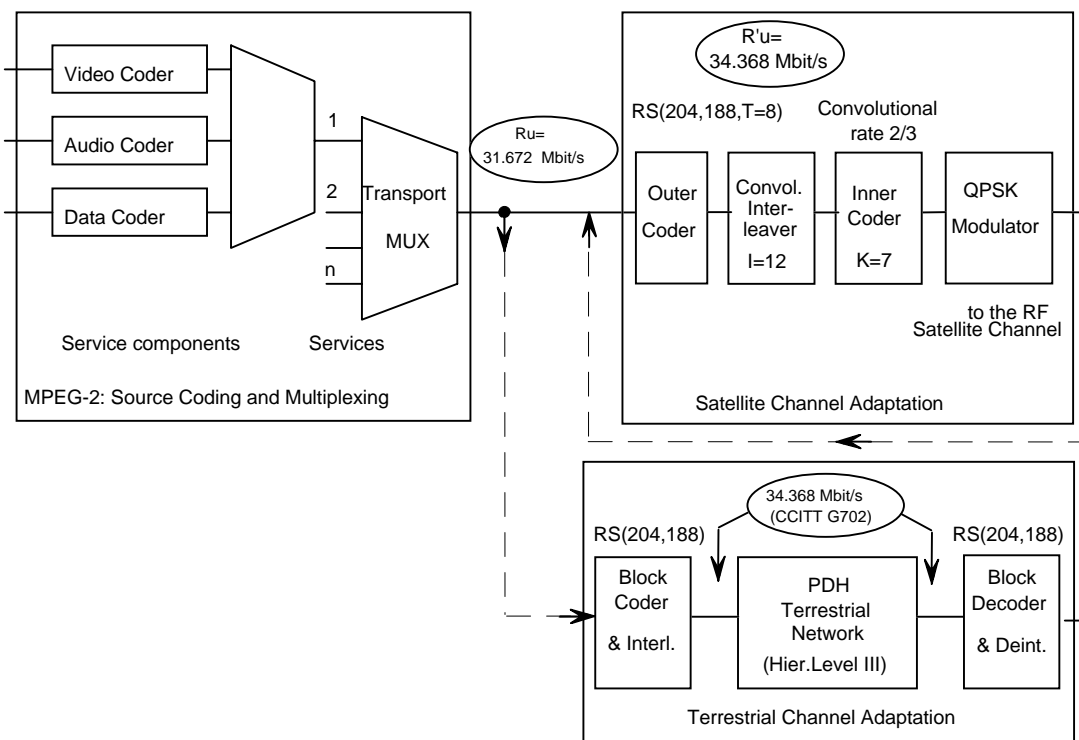 Video Coder
Audio Coder
Data Coder
1
2
n
Transport
MUX
Service components
Services
MPEG-2: Source Coding and Multiplexing
Ru=
31.672 Mbit/s
R'u=
34.368 Mbit/s
RS(204,188,T=8)
Convolutional
rate 2/3
Outer
Coder
Convol.
Inter-
leaver
I=12
Inner
Coder
K=7
QPSK
Modulator
to the RF
Satellite Channel
Satellite Channel Adaptation
34.368 Mbit/s
(CCITT G702)
RS(204,188)
RS(204,188)
Block
Coder
& Interl.
PDH
Terrestrial
Network
(Hier.Level III)
Block
Decoder
& Deint.
Terrestrial Channel Adaptation